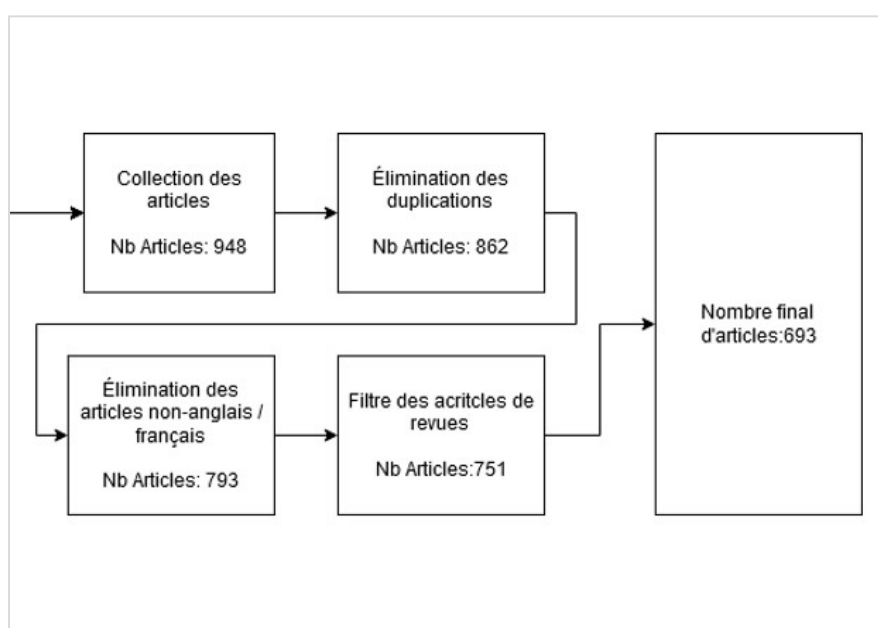 Collection des
articles
Nb Articles: 948
Élimination des
duplications
Nb Articles: 862
Élimination des
articles non-anglais /
français
Nb Articles: 793
Filtre des acritcles de
revues
Nb Articles:751
Nombre final
d'articles:693